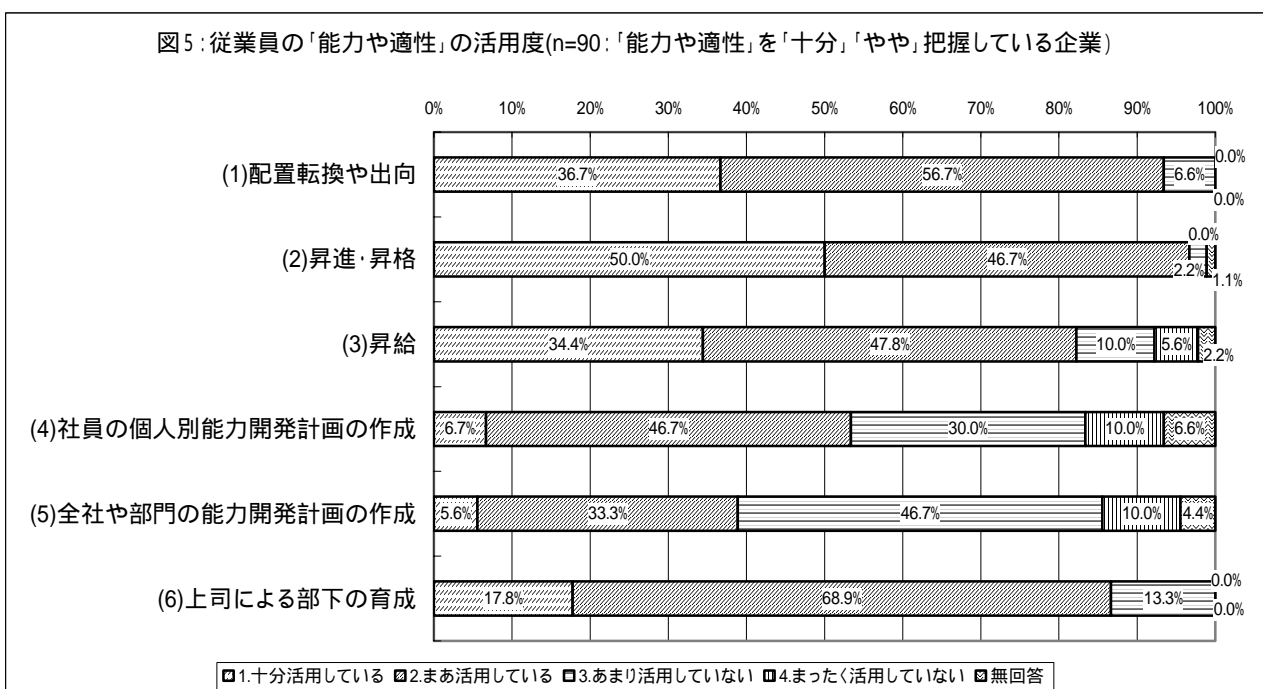 図5:従業員の「能力や適性」の活用度(n=90:「能力や適性」を「十分」「やや」把握している企業)
0% 10% 20% 30% 40% 50% 60% 70% 80% 90% 100%
(1)配置転換や出向 36.7% 56.7% 6.6% 0.0% 0.0%
(2)昇進・昇格 50.0% 46.7% 2.2% 0.0% 1.1%
(3)昇給 34.4% 47.8% 10.0% 5.6% 2.2%
(4)社員の個人別能力開発計画の作成 6.7% 46.7% 30.0% 10.0% 6.6%
(5)全社や部門の能力開発計画の作成 5.6% 33.3% 46.7% 10.0% 4.4%
(6)上司による部下の育成 17.8% 68.9% 13.3% 0.0% 0.0%
1.十分活用している 2.まあ活用している 3.あまり活用していない 4.まったく活用していない 無回答